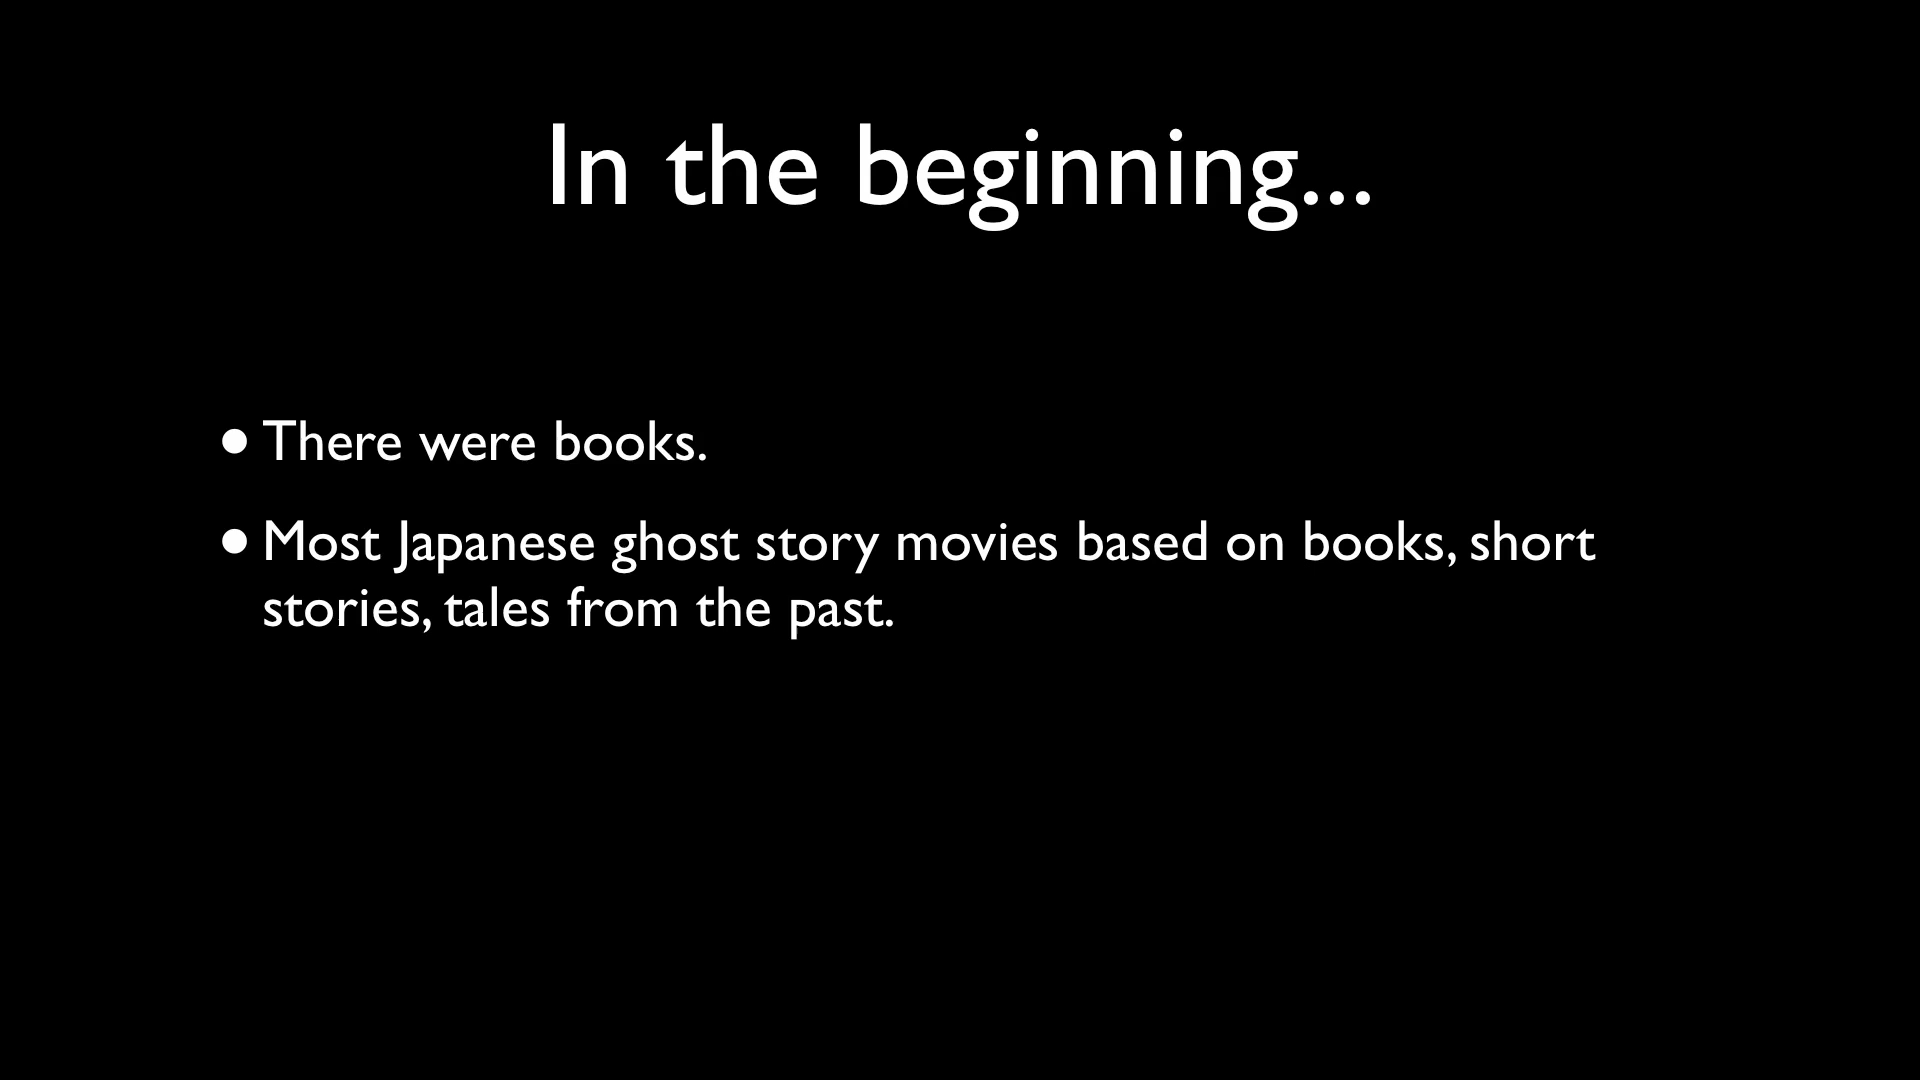 In the beginning...
• There were books.
• Most Japanese ghost story movies based on books, short
stories, tales from the past.